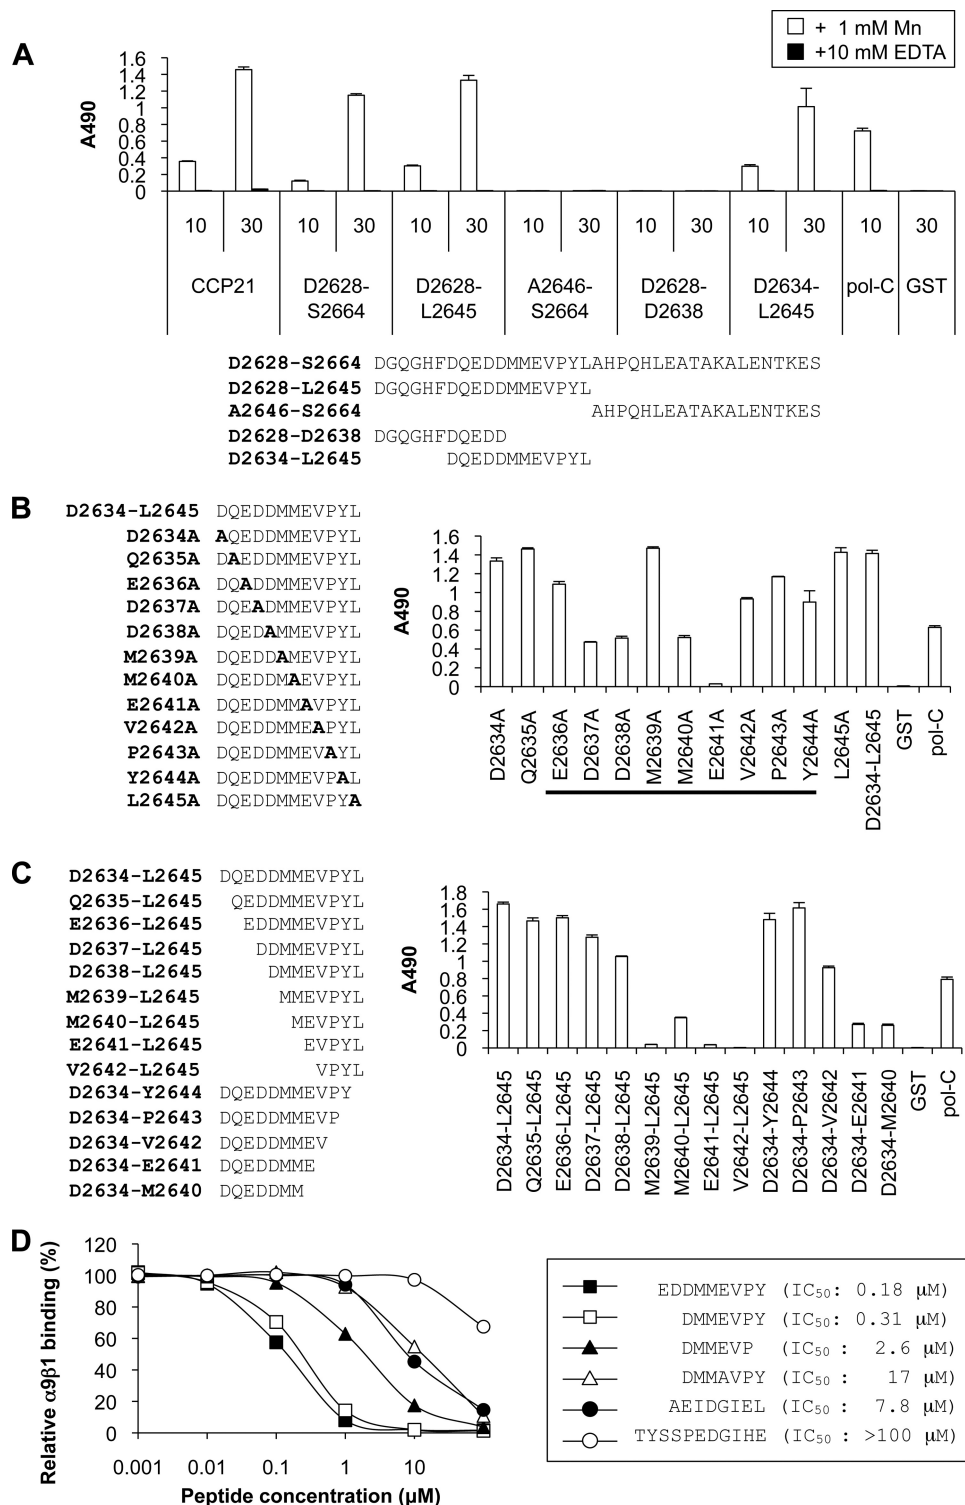 + 1 mM Mn
+10 mM EDTA
A
A490
1.6
1.4
1.2
1
0.8
0.6
0.4
0.2
0
10 30 10 30 10 30 10 30 10 30 10 30 10 30
CCP21 D2628-S2664 D2628-L2645 A2646-S2664 D2628-D2638 D2634-L2645 pol-C GST
D2628-S2664 DGQGHFDQEDDMMEVPYLAHPQHLEATAKALENTKES
D2628-L2645 DGQGHFDQEDDMMEVPYL
A2646-S2664 AHPQHLEATAKALENTKES
D2628-D2638 DGQGHFDQEDD
D2634-L2645 DQEDDMMEVPYL
B
D2634-L2645 DQEDDMMEVPYL
D2634A AQEDDMMEVPYL
Q2635A DAEDDMMEVPYL
E2636A DQADDMMEVPYL
D2637A DQEADMMEVPYL
D2638A DQEDAMMEVPYL
M2639A DQEDDAMEVPYL
M2640A DQEDDMAEVPYL
E2641A DQEDDMMAVPYL
V2642A DQEDDMMEAPYL
P2643A DQEDDMMEVAYL
Y2644A DQEDDMMEVPAL
L2645A DQEDDMMEVPYA
A490
1.6
1.4
1.2
1
0.8
0.6
0.4
0.2
0
D2634A
Q2635A
E2636A
D2637A
D2638A
M2639A
M2640A
E2641A
V2642A
P2643A
Y2644A
L2645A
D2634-L2645
GST
pol-C
C
D2634-L2645 DQEDDMMEVPYL
Q2635-L2645 QEDDMMEVPYL
E2636-L2645 EDDMMEVPYL
D2637-L2645 DDMMEVPYL
D2638-L2645 DMMEVPYL
M2639-L2645 MMEVPYL
M2640-L2645 MEVPYL
E2641-L2645 EVPYL
V2642-L2645 VPYL
D2634-Y2644 DQEDDMMEVPY
D2634-P2643 DQEDDMMEVP
D2634-V2642 DQEDDMMEV
D2634-E2641 DQEDDMME
D2634-M2640 DQEDDMM
A490
1.8
1.6
1.4
1.2
1
0.8
0.6
0.4
0.2
0
D2634-L2645
Q2635-L2645
E2636-L2645
D2637-L2645
D2638-L2645
M2639-L2645
M2640-L2645
E2641-L2645
V2642-L2645
D2634-Y2644
D2634-P2643
D2634-V2642
D2634-E2641
D2634-M2640
GST
pol-C
D
Relative α9β1 binding (%)
120
100
80
60
40
20
0
0.001 0.01 0.1 1 10
Peptide concentration (µM)
EDDMMEVPY (IC50: 0.18 µM)
DMMEVPY (IC50: 0.31 µM)
DMMEVP (IC50 : 2.6 µM)
DMMAVPY (IC50 : 17 µM)
AEIDGIEL (IC50 : 7.8 µM)
TYSSPEDGIHE (IC50 : >100 µM)